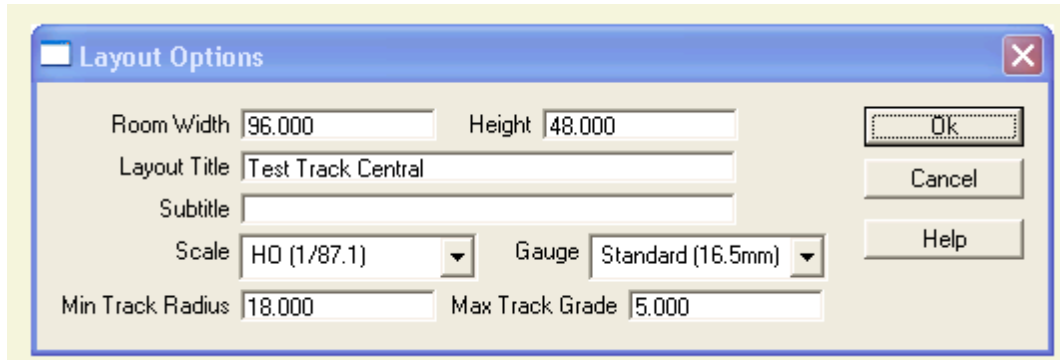 Layout Options
Room Width 96.000 Height 48.000 Ok
Layout Title Test Track Central Cancel
Subtitle
Scale HO (1/87.1) Gauge Standard (16.5mm) Help
Min Track Radius 18.000 Max Track Grade 5.000